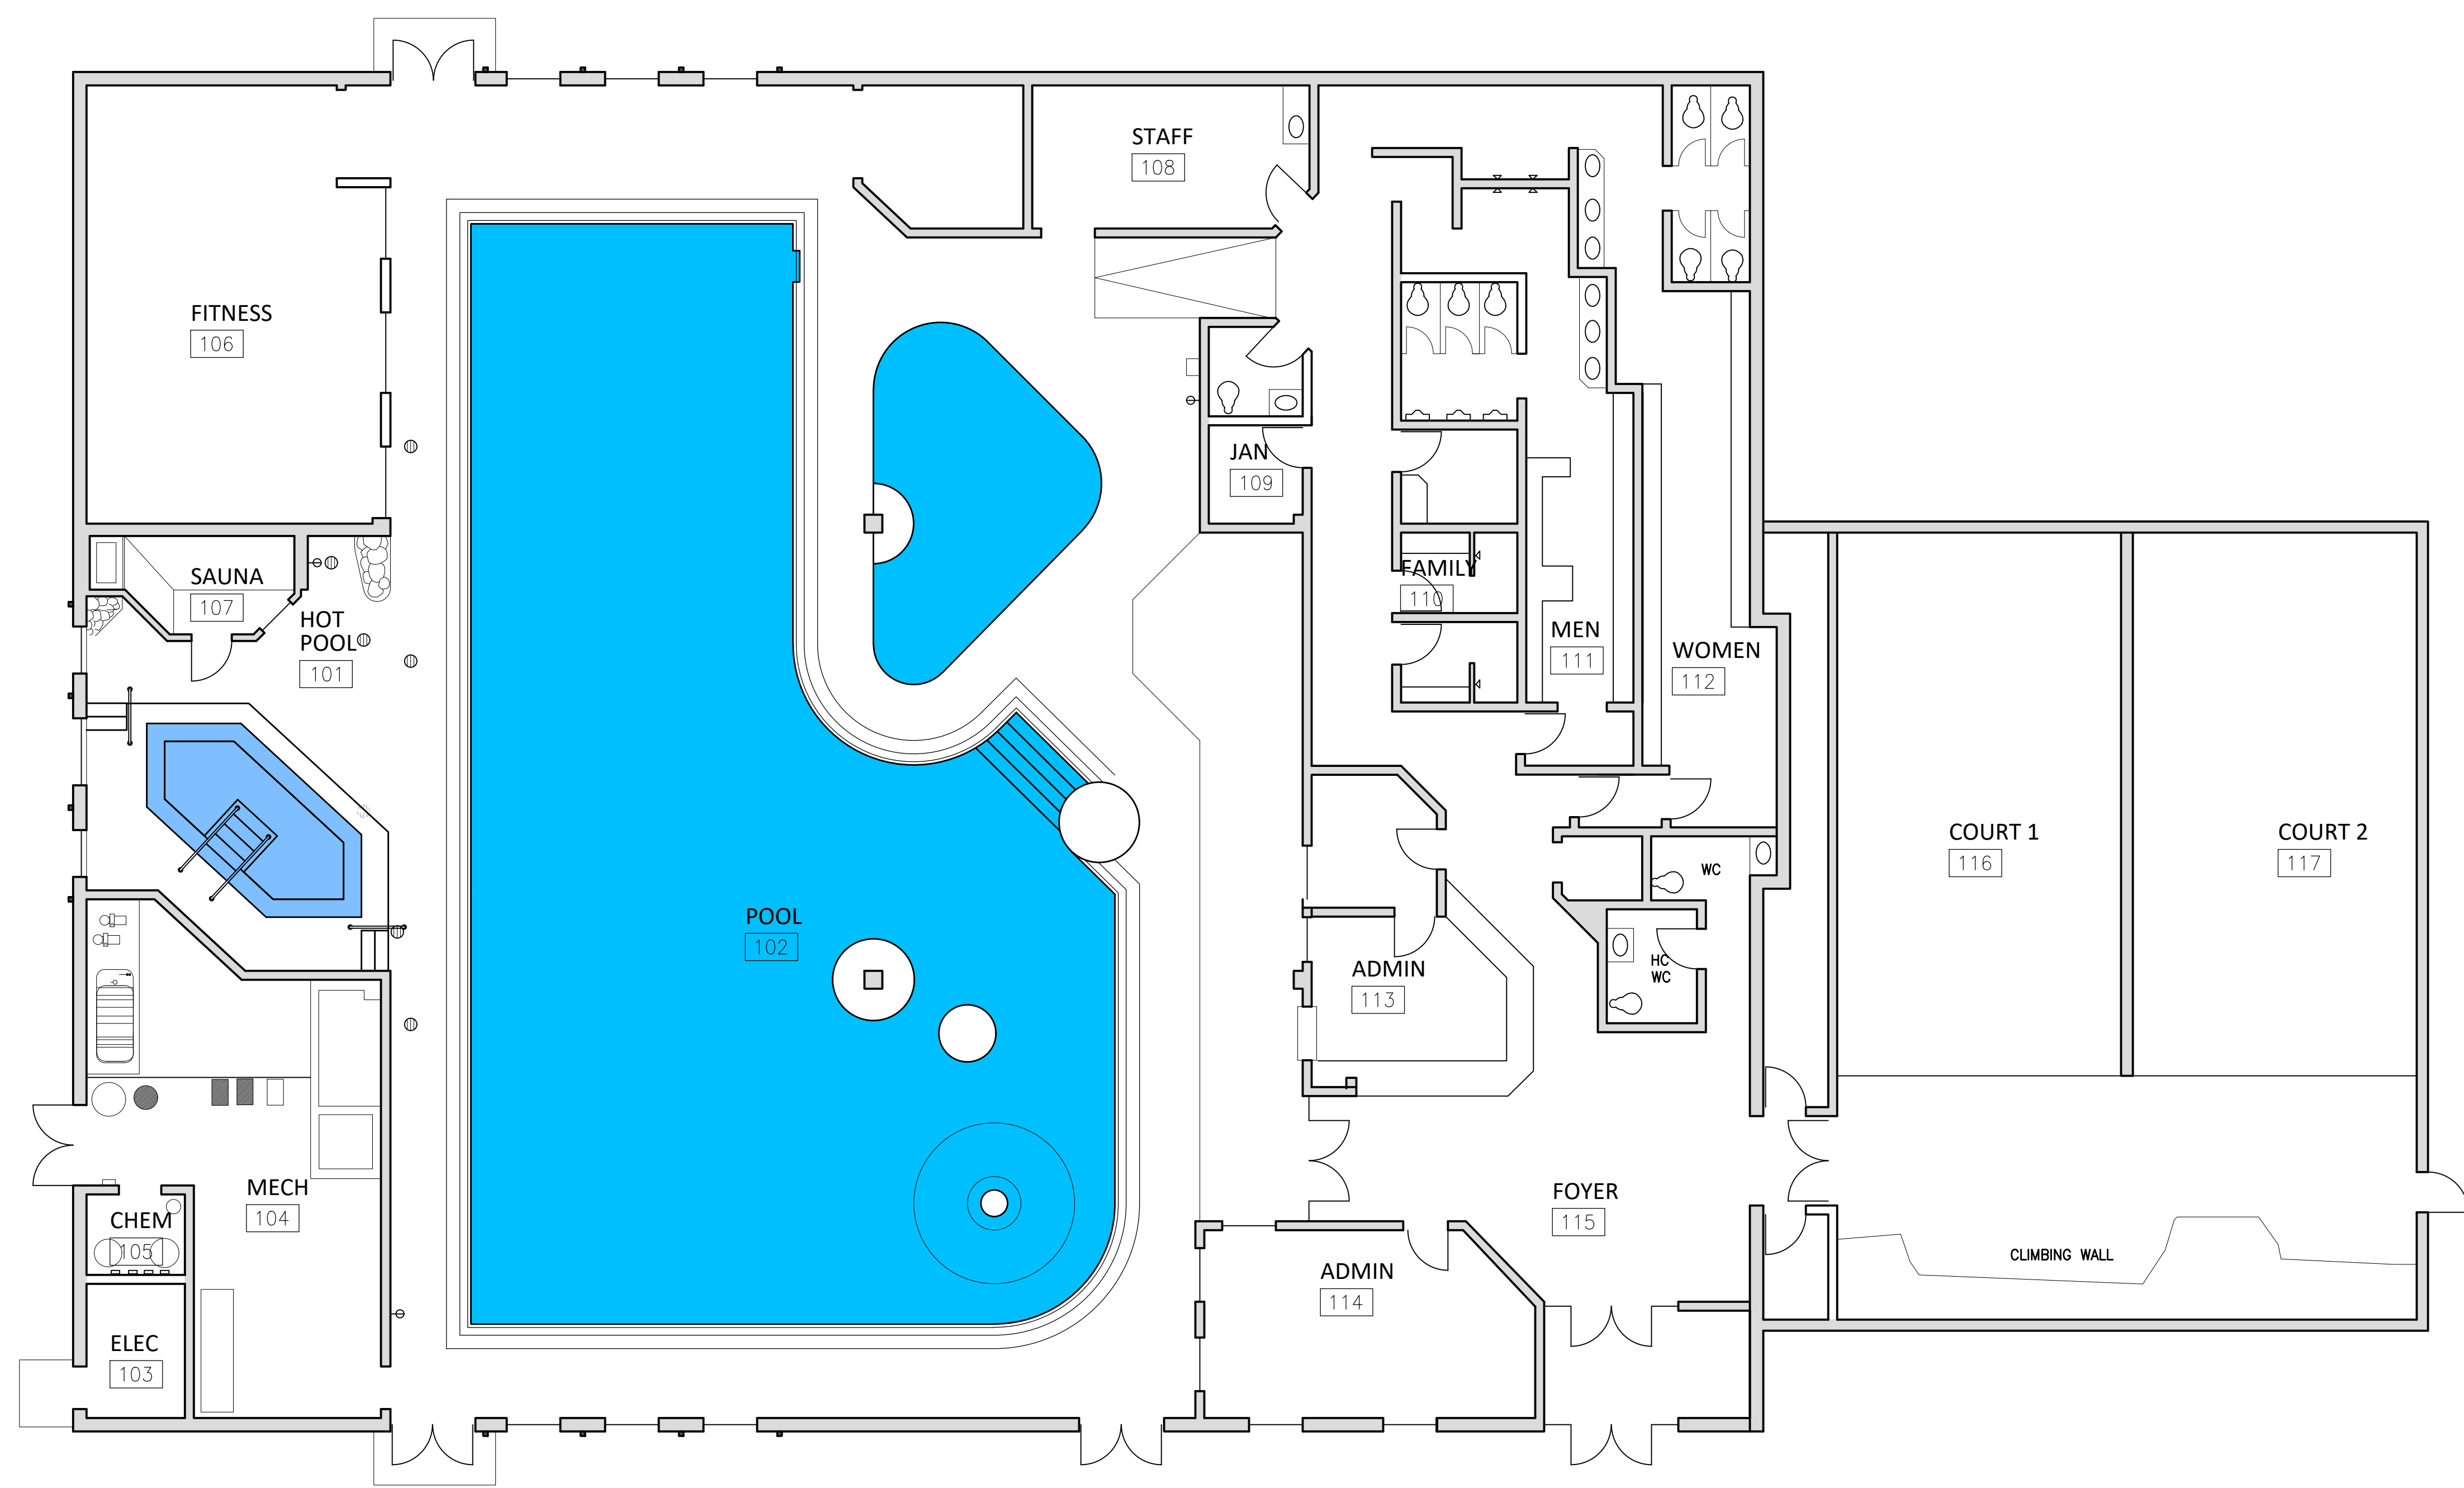 STAFF
108
FITNESS
106
JAN
109
SAUNA
107
HOT
POOL
101
FAMILY
110
MEN
111
WOMEN
112
COURT 1
116
COURT 2
117
WC
POOL
102
ADMIN
113
HC
WC
MECH
104
CHEM
105
FOYER
115
CLIMBING WALL
ADMIN
114
ELEC
103